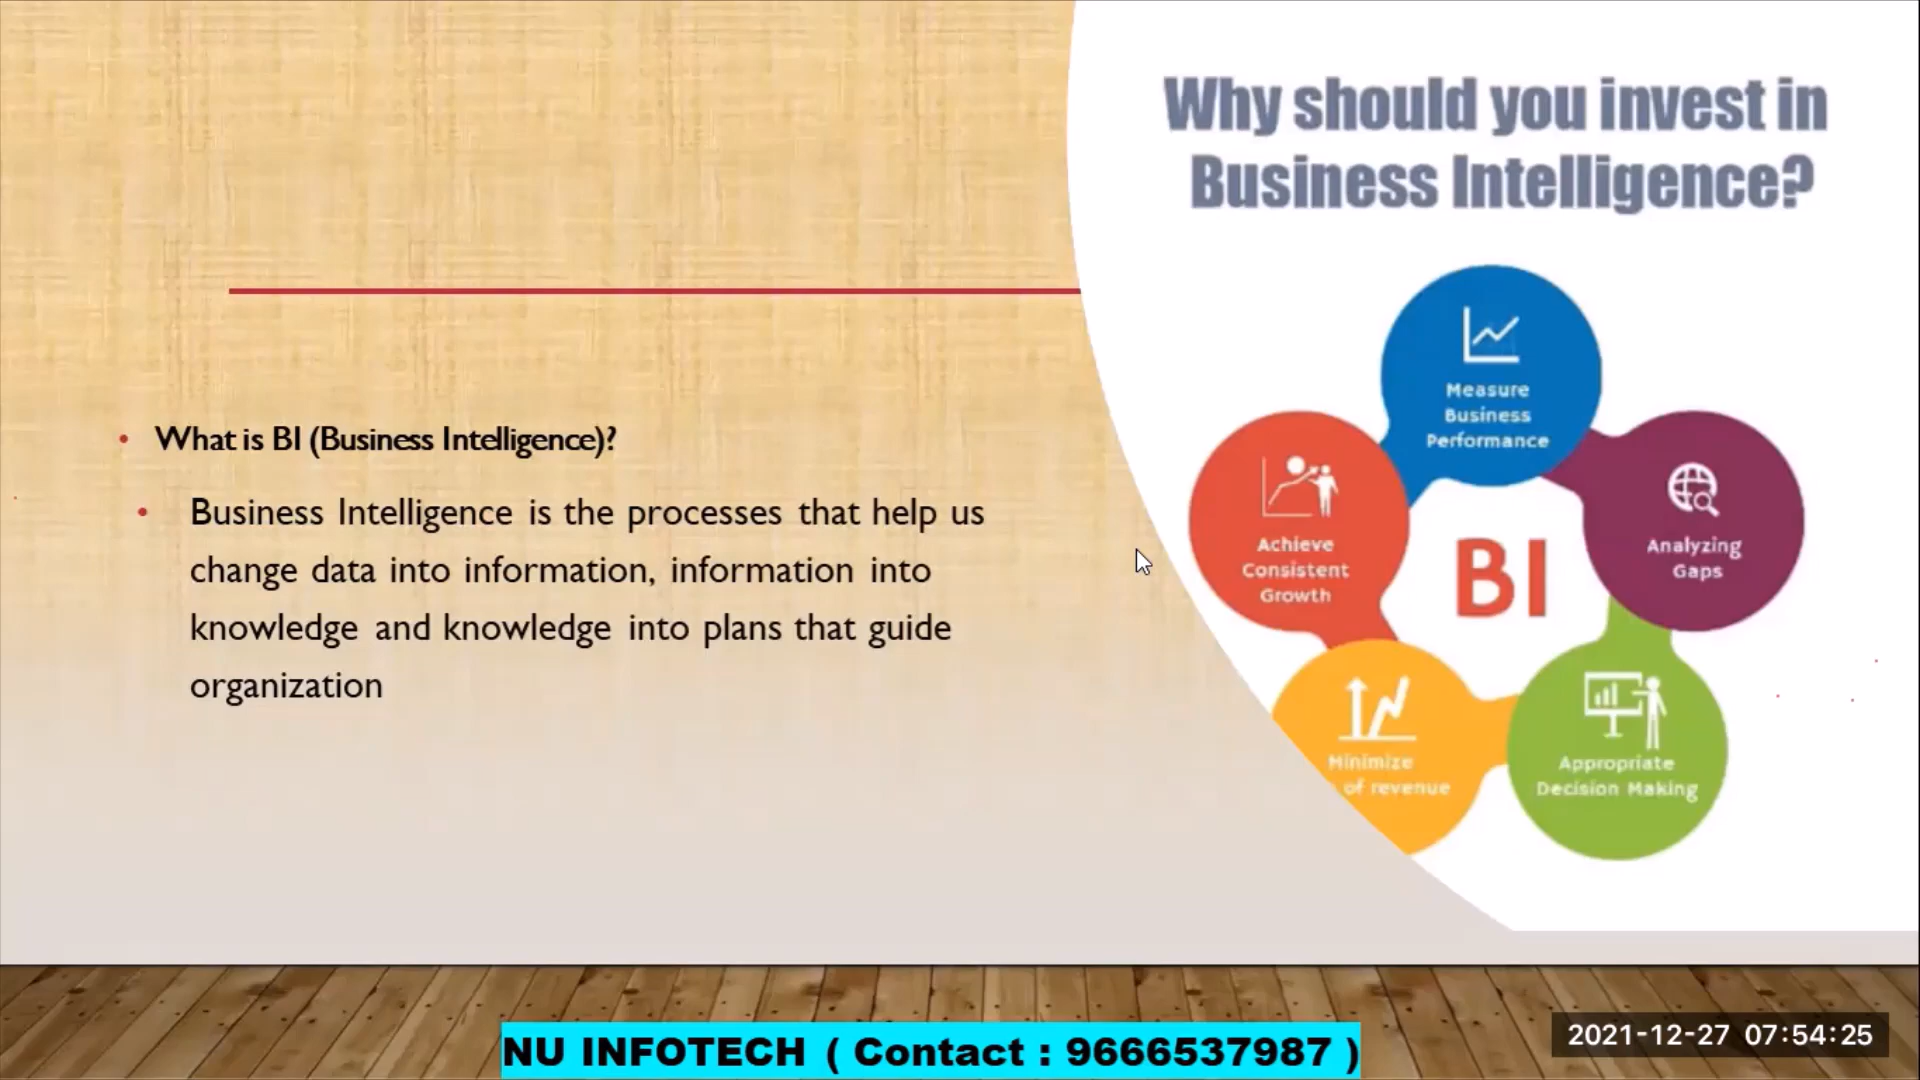 Why should you invest in
Business Intelligence?
What is BI (Business Intelligence)?
Business Intelligence is the processes that help us
change data into information, information into
knowledge and knowledge into plans that guide
organization
Measure
Business
Performance
Achieve
Consistent
Growth
Analyzing
Gaps
BI
Minimize
of revenue
Appropriate
Decision Making
NU INFOTECH ( Contact : 9666537987 )
2021-12-27 07:54:25